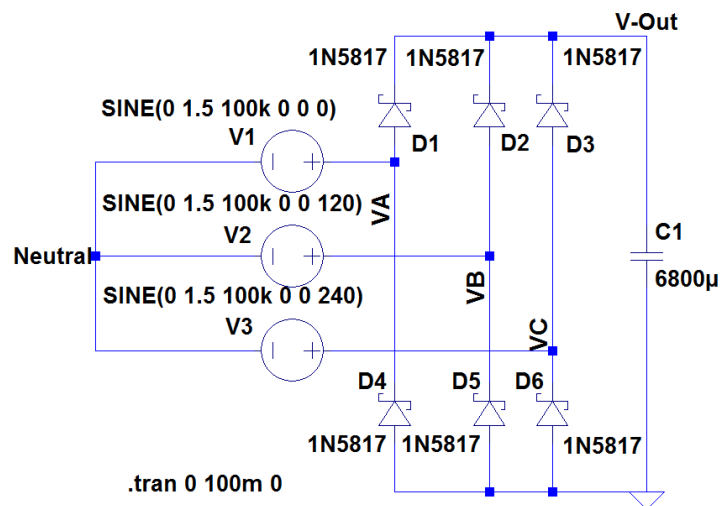 V-Out
1N5817
1N5817
1N5817
SINE(0 1.5 100k 0 0 0)
V1
D1
D2
D3
SINE(0 1.5 100k 0 0 120)
VA
V2
C1
Neutral
VB
6800µ
SINE(0 1.5 100k 0 0 240)
V3
VC
D4
D5
D6
1N5817
1N5817
1N5817
.tran 0 100m 0